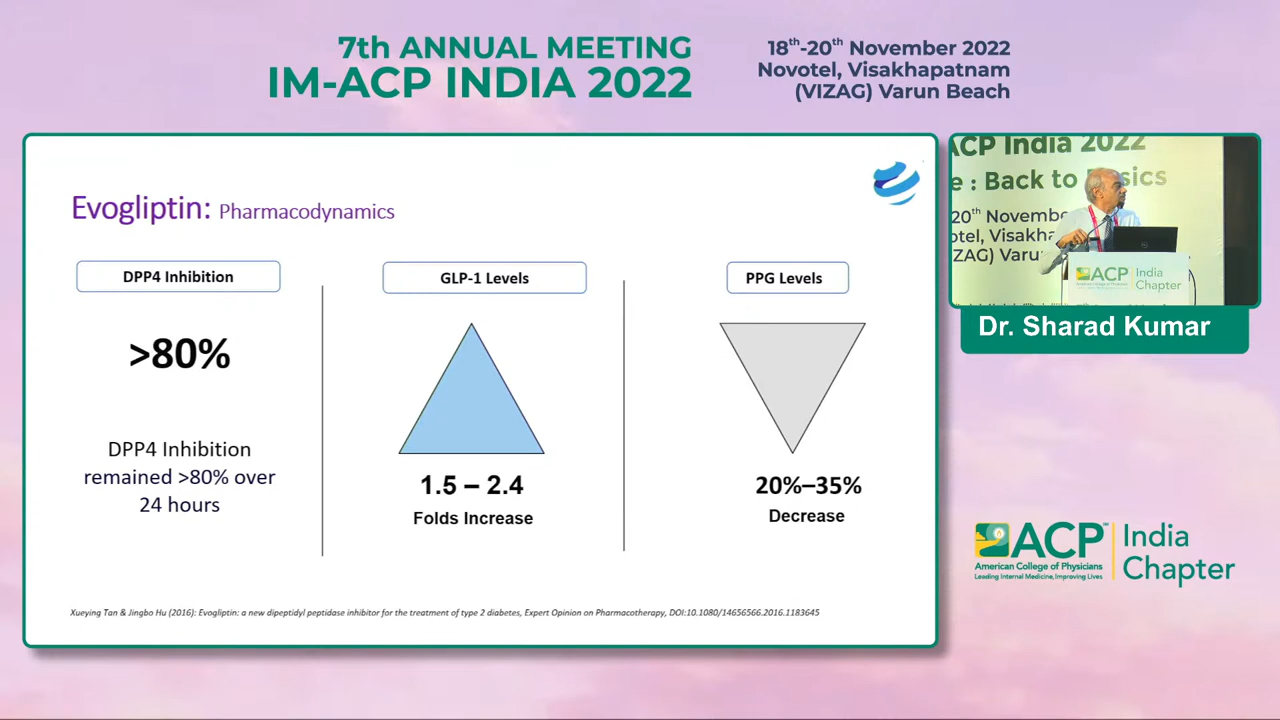 7th ANNUAL MEETING
IM-ACP INDIA 2022
18th-20th November 2022
Novotel, Visakhapatnam
(VIZAG) Varun Beach
Evogliptin: Pharmacodynamics
DPP4 Inhibition
>80%
DPP4 Inhibition
remained >80% over
24 hours
GLP-1 Levels
1.5 – 2.4
Folds Increase
PPG Levels
20%–35%
Decrease
Xueying Tan & Jingbo Hu (2016): Evogliptin: a new dipeptidyl peptidase inhibitor for the treatment of type 2 diabetes, Expert Opinion on Pharmacotherapy, DOI:10.1080/14656566.2016.1183645
ACP India 2022
e : Back to Basics
20th November
otel, Visakha
IZAG) Varu
ACP India
Chapter
Dr. Sharad Kumar
ACP
American College of Physicians
Leading Internal Medicine, Improving Lives
India
Chapter